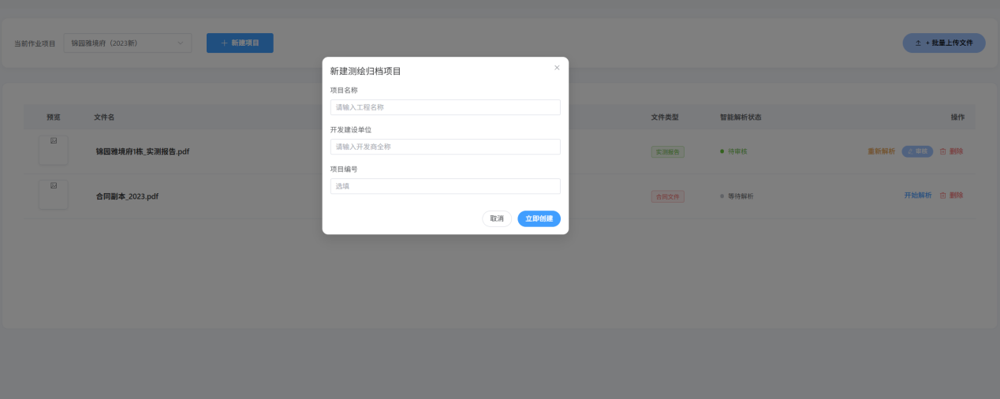 当前作业项目 锦园雅境府（2023新） 新建项目 + 批量上传文件
新建测绘归档项目
项目名称
请输入工程名称
开发建设单位
请输入开发商全称
项目编号
选填
取消 立即创建
预览 文件名 文件类型 智能解析状态 操作
锦园雅境府1栋_实测报告.pdf 实测报告 待审核 重新解析 审核 删除
合同副本_2023.pdf 合同文件 等待解析 开始解析 删除